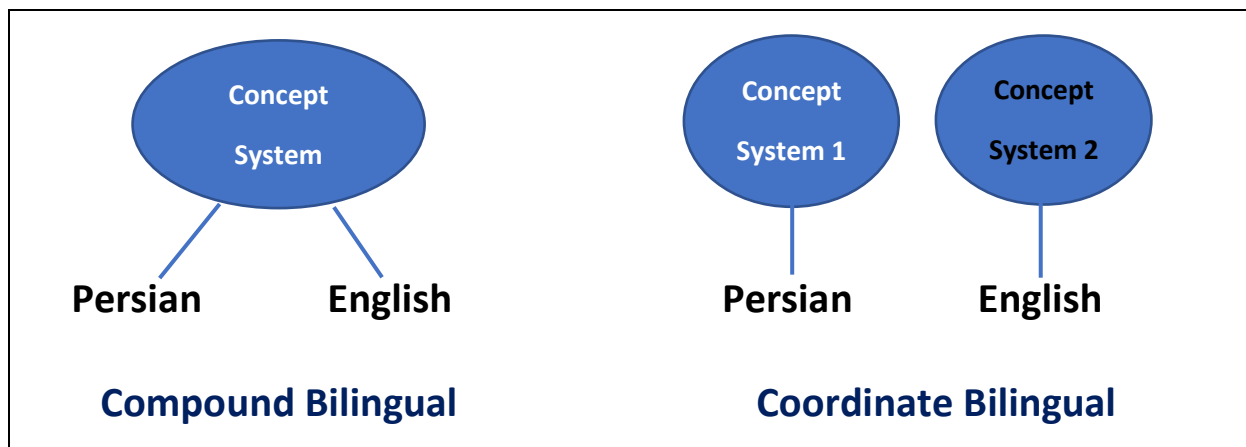 Concept
System
Persian
English
Compound Bilingual
Concept
System 1
Concept
System 2
Persian
English
Coordinate Bilingual